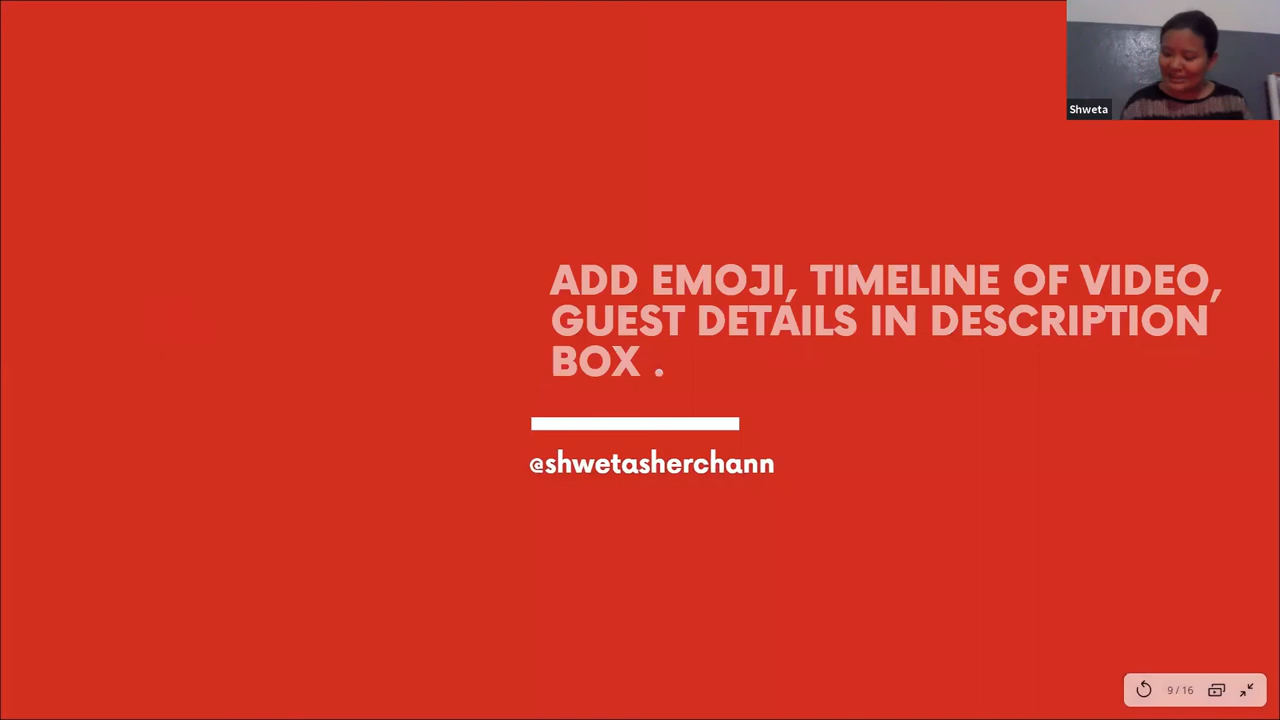 Shweta
ADD EMOJI, TIMELINE OF VIDEO,
GUEST DETAILS IN DESCRIPTION
BOX .
@shwetasherchann
9 / 16